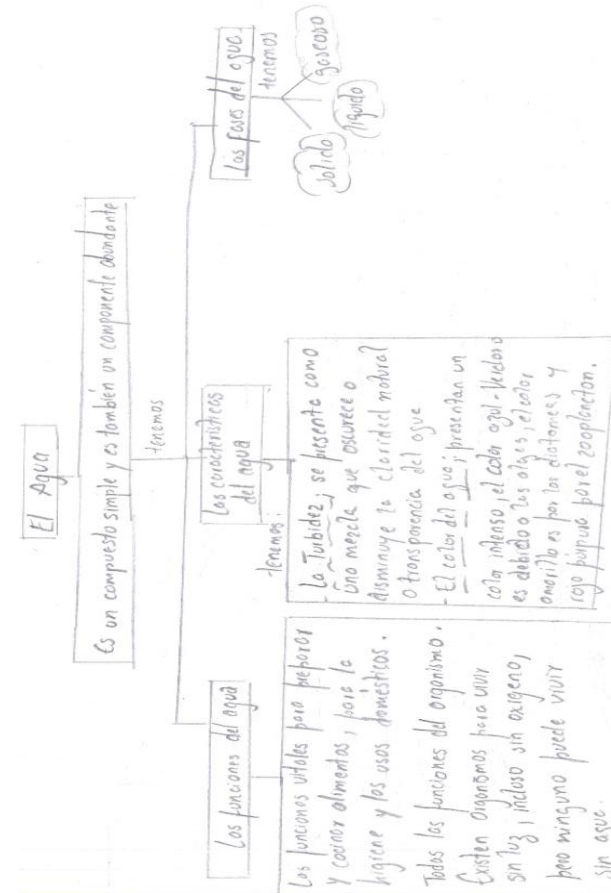 El Agua
Es un compuesto simple y es también un componente abundante
tenemos
Las funciones del agua
Las funciones vitales para preparar
y cocinar alimentos, para la
higiene y los usos domésticos.
Todas las funciones del organismo.
Existen Organismos para vivir
sin luz, incluso sin oxígeno,
pero ninguno puede vivir
sin agua.
Las características
del agua
tenemos:
- La Turbidez; se presenta como
una mezcla que oscurece o
disminuye la claridad natural
o transparencia del agua
- El color del agua; presentan un
color intenso, el color azul-Verdoso
es debido a las algas, el color
amarillo es por las diatomeas y
rojo púrpura por el zooplancton.
Las fases del agua.
tenemos
solido
liquido
gaseoso